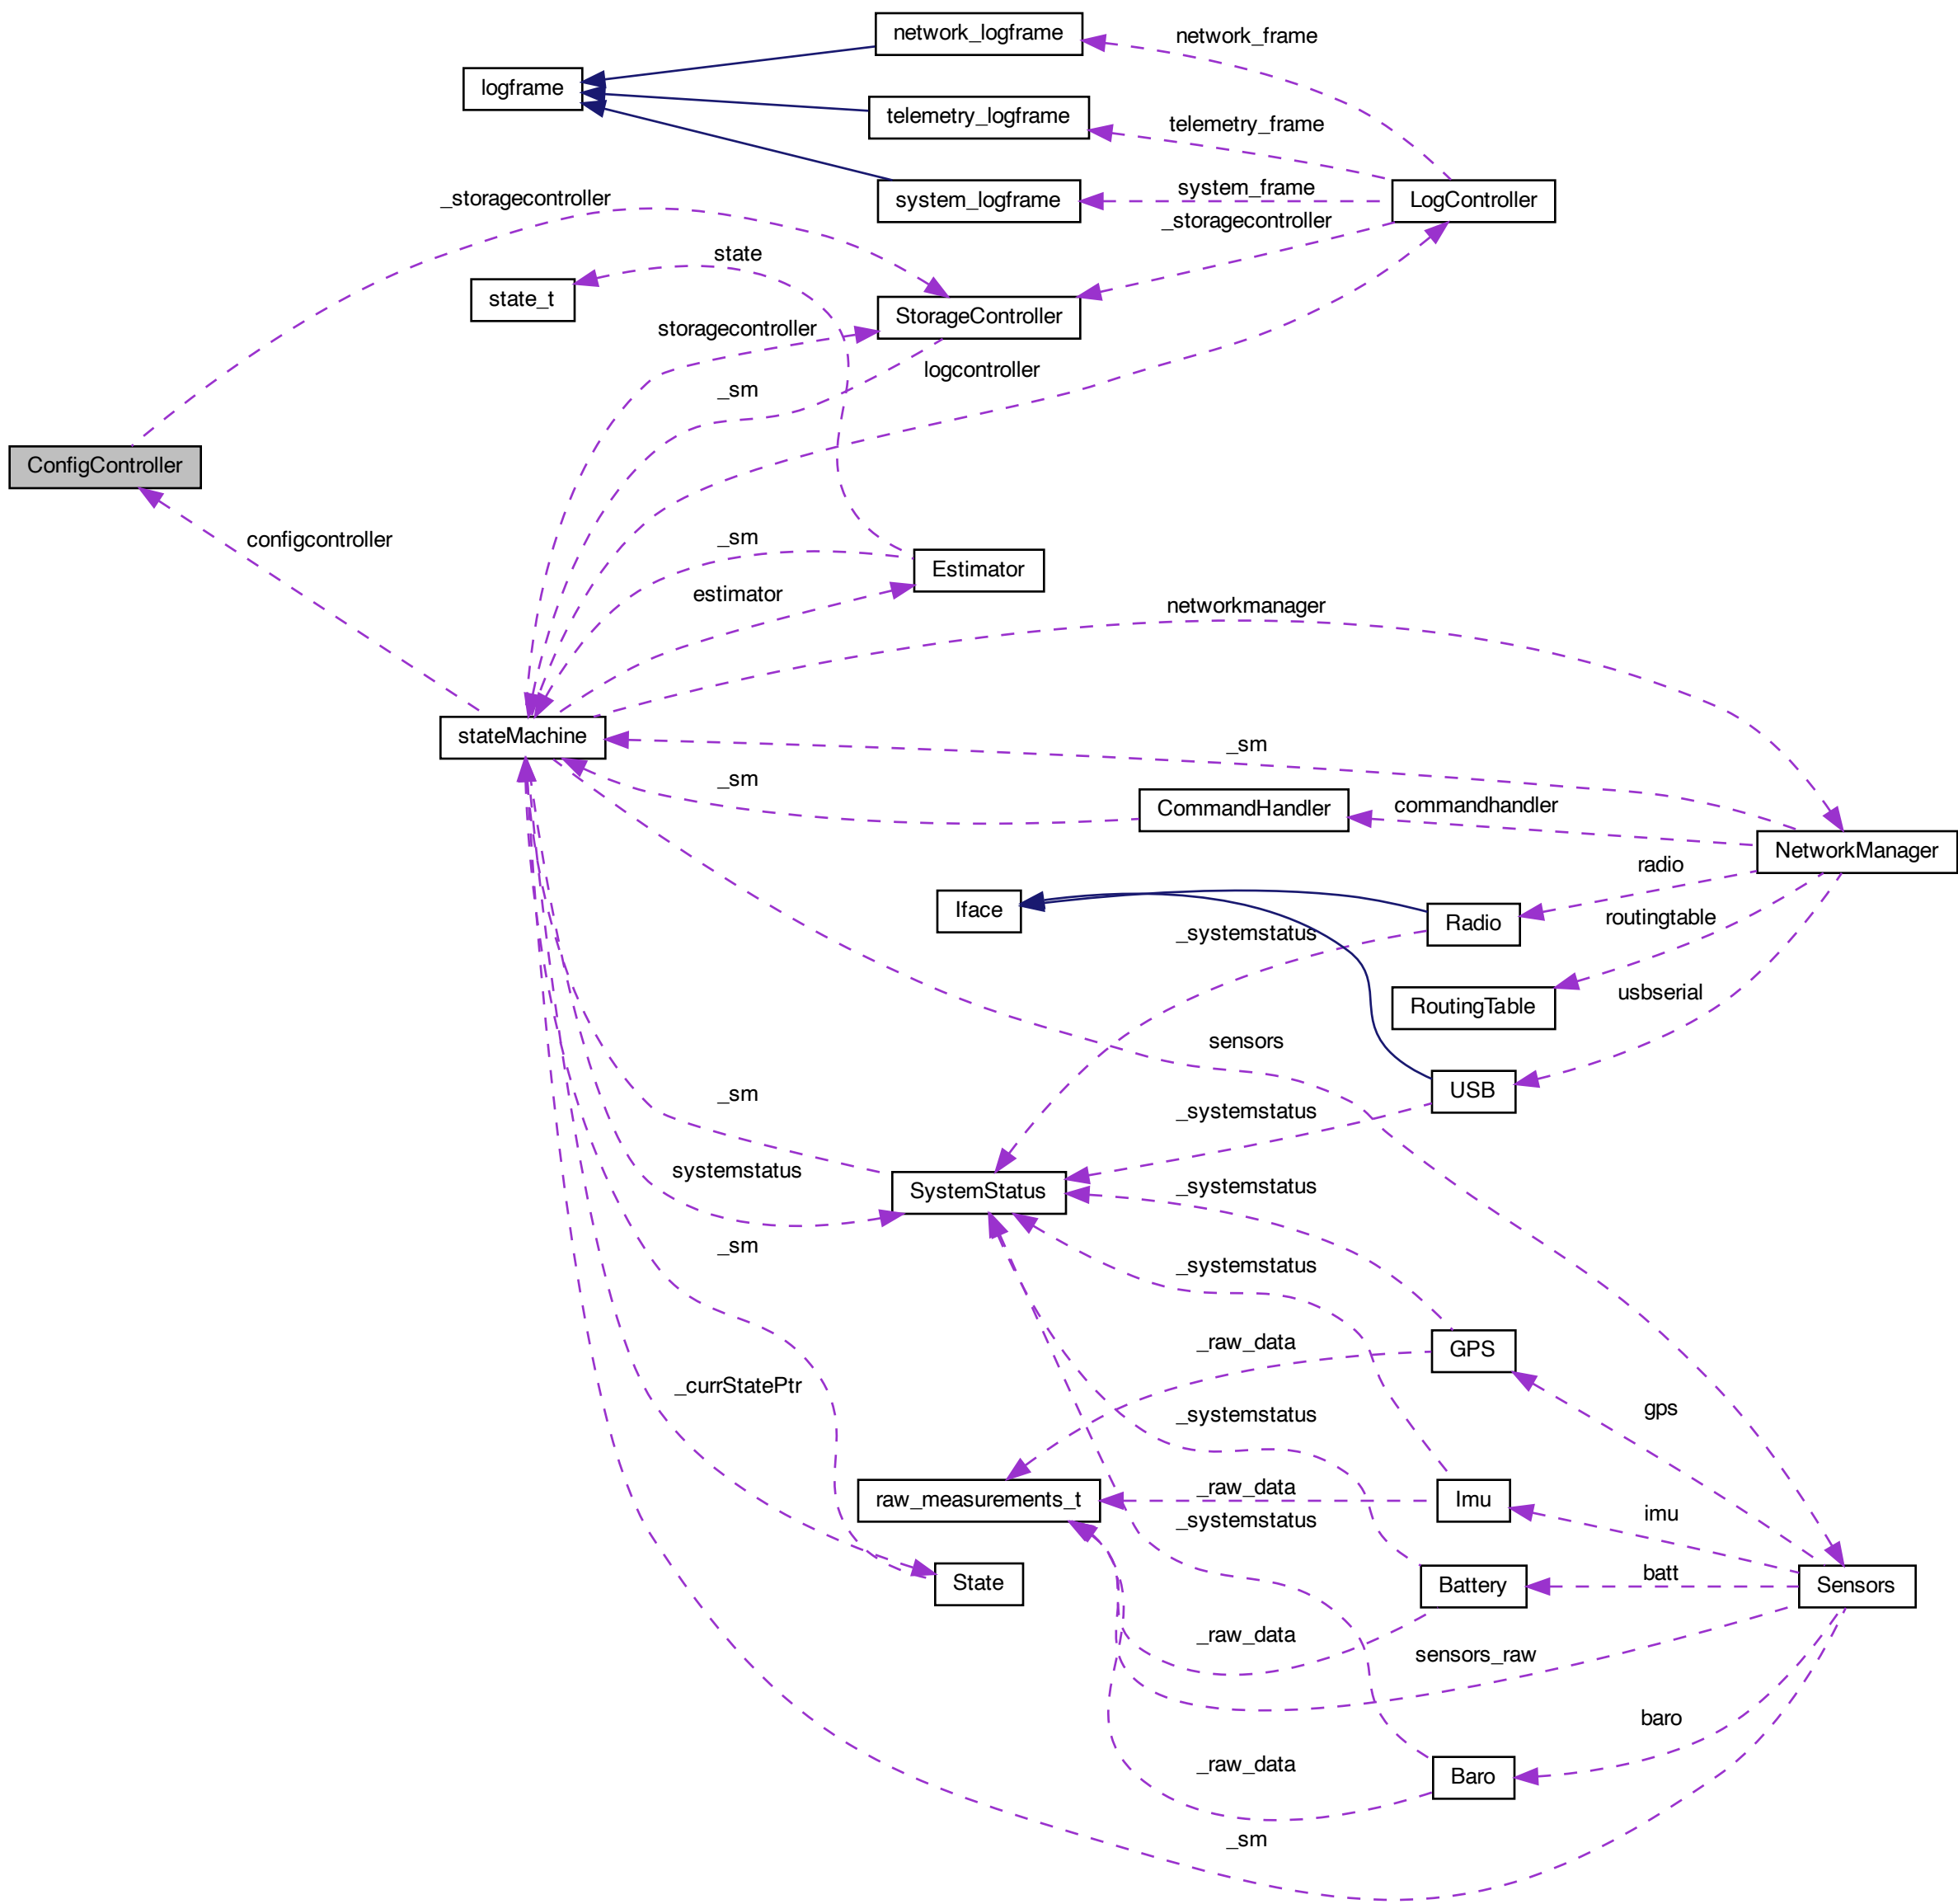 network_logframe
network_frame
logframe
telemetry_logframe
telemetry_frame
system_logframe
system_frame
LogController
_storagecontroller
_storagecontroller
state
state_t
StorageController
storagecontroller
logcontroller
_sm
ConfigController
configcontroller
_sm
Estimator
estimator
networkmanager
stateMachine
_sm
_sm
CommandHandler
commandhandler
NetworkManager
radio
Iface
Radio
routingtable
_systemstatus
RoutingTable
usbserial
sensors
USB
_sm
_systemstatus
systemstatus
SystemStatus
_systemstatus
_sm
_systemstatus
_raw_data
GPS
_currStatePtr
gps
_systemstatus
raw_measurements_t
_raw_data
Imu
imu
_systemstatus
State
Battery
batt
Sensors
_raw_data
sensors_raw
baro
_raw_data
Baro
_sm